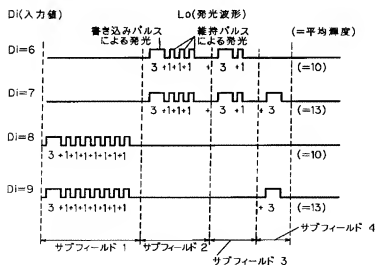 Di(入力値) Lo(発光波形)
書き込みパルスによる発光 維持パルスによる発光 (=平均輝度)
Di=6
3 +1+1+1 + 3 +1 (=10)
Di=7
3 +1+1+1 + 3 +1 + 3 (=13)
Di=8
3 +1+1+1+1+1+1+1 (=10)
Di=9
3 +1+1+1+1+1+1+1 + 3 (=13)
サブフィールド 1 サブフィールド 2 サブフィールド 3 サブフィールド 4